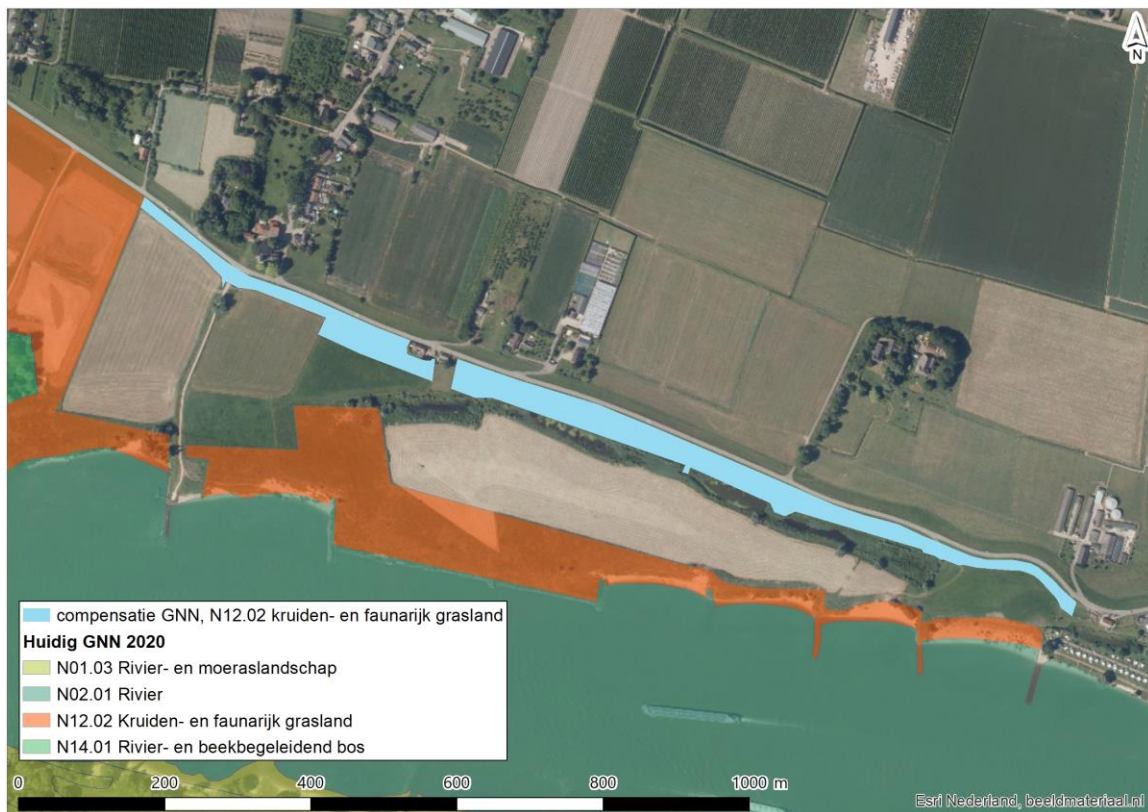 N
compensatie GNN, N12.02 kruiden- en faunarijk grasland
Huidig GNN 2020
N01.03 Rivier- en moeraslandschap
N02.01 Rivier
N12.02 Kruiden- en faunarijk grasland
N14.01 Rivier- en beekbegeleidend bos
0 200 400 600 800 1000 m
Esri Nederland, beeldmateriaal.nl